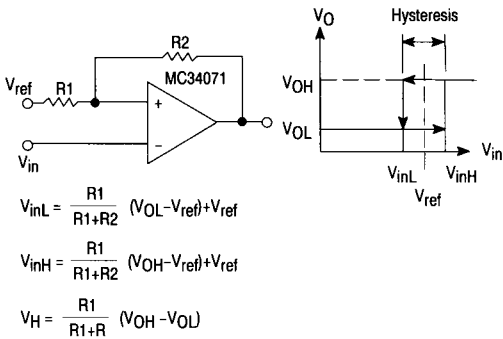 R2
MC34071
Vref
R1
+
−
Vin
VO
Hysteresis
VOH
VOL
Vin
VinL
VinH
Vref
VinL = R1/R1+R2 (VOL−Vref)+Vref
VinH = R1/R1+R2 (VOH−Vref)+Vref
VH = R1/R1+R (VOH −VOL)